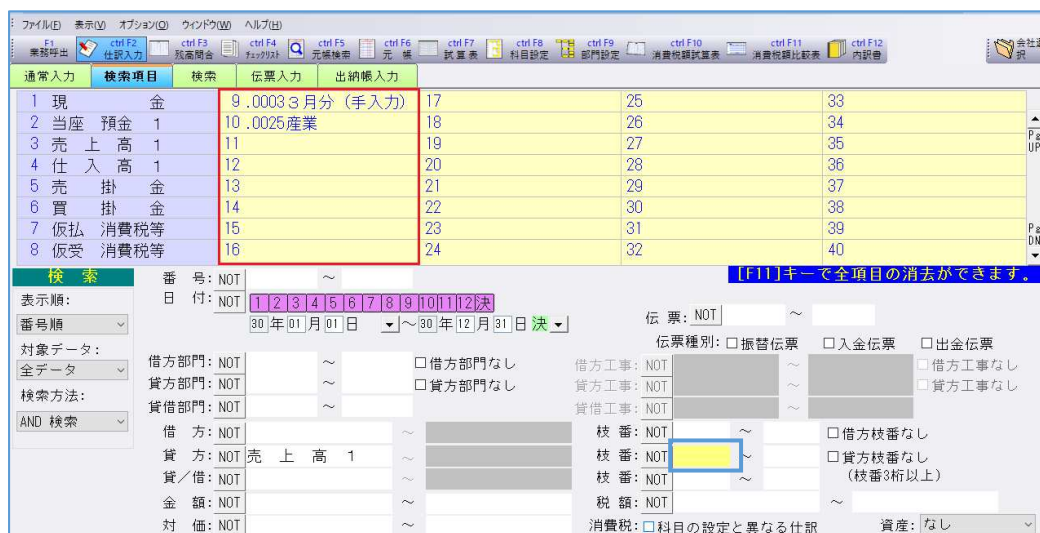 ファイル(F) 表示(V) オプション(O) ウィンドウ(W) ヘルプ(H)
F1 業務呼出 ctrl F2 仕訳入力 ctrl F3 残高問合 ctrl F4 チェックリスト ctrl F5 元帳検索 ctrl F6 元 帳 ctrl F7 試算表 ctrl F8 科目設定 ctrl F9 部門設定 ctrl F10 消費税額試算表 ctrl F11 消費税額比較表 ctrl F12 内訳書
通常入力 検索項目 検索 伝票入力 出納帳入力
1 現 金 9 .0003３月分（手入力） 17 25 33
2 当座 預金 1 10 .0025産業 18 26 34
3 売 上 高 1 11 19 27 35
4 仕 入 高 1 12 20 28 36
5 売 掛 金 13 21 29 37
6 買 掛 金 14 22 30 38
7 仮払 消費税等 15 23 31 39
8 仮受 消費税等 16 24 32 40
検 索 番 号: NOT ～ [F11]キーで全項目の消去ができます。
表示順: 日 付: NOT 1 2 3 4 5 6 7 8 9 10 11 12 決
番号順 30年01月01日 ～ 30年12月31日 決 伝 票: NOT ～
対象データ: 伝票種別: □振替伝票 □入金伝票 □出金伝票
全データ 借方部門: NOT ～ □借方部門なし 借方工事: NOT ～ □借方工事なし
検索方法: 貸方部門: NOT ～ □貸方部門なし 貸方工事: NOT ～ □貸方工事なし
AND 検索 貸借部門: NOT ～ 貸借工事: NOT ～
借 方: NOT ～ 枝 番: NOT ～ □借方枝番なし
貸 方: NOT 売 上 高 1 ～ 枝 番: NOT ～ □貸方枝番なし
貸／借: NOT ～ 枝 番: NOT ～ (枝番3桁以上)
金 額: NOT ～ 税 額: NOT ～
対 価: NOT ～ 消費税: □科目の設定と異なる仕訳 資産: なし